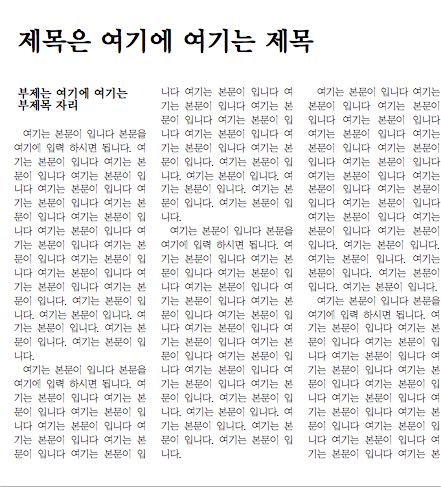 제목은 여기에 여기는 제목
부제는 여기에 여기는
부제목 자리
여기는 본문이 입니다 본문을
여기에 입력 하시면 됩니다. 여
기는 본문이 입니다 여기는 본
문이 입니다 여기는 본문이 입
니다 여기는 본문이 입니다 여
기는 본문이 입니다 여기는 본
문이 입니다 여기는 본문이 입
니다 여기는 본문이 입니다 여
기는 본문이 입니다 여기는 본
문이 입니다 여기는 본문이 입
니다 여기는 본문이 입니다 여
기는 본문이 입니다 여기는 본
문이 입니다. 여기는 본문이 입
니다. 여기는 본문이 입니다. 여
기는 본문이 입니다. 여기는 본
문이 입니다. 여기는 본문이 입
니다.
여기는 본문이 입니다 본문을
여기에 입력 하시면 됩니다. 여
기는 본문이 입니다 여기는 본
문이 입니다 여기는 본문이 입
니다 여기는 본문이 입니다 여
기는 본문이 입니다 여기는 본
문이 입니다 여기는 본문이 입
니다 여기는 본문이 입니다 여
기는 본문이 입니다 여기는 본
문이 입니다 여기는 본문이 입
니다 여기는 본문이 입니다 여
기는 본문이 입니다 여기는 본
문이 입니다. 여기는 본문이 입
니다. 여기는 본문이 입니다. 여
기는 본문이 입니다. 여기는 본
문이 입니다. 여기는 본문이 입
니다.
여기는 본문이 입니다 본문을
여기에 입력 하시면 됩니다. 여
기는 본문이 입니다 여기는 본
문이 입니다 여기는 본문이 입
니다 여기는 본문이 입니다 여
기는 본문이 입니다 여기는 본
문이 입니다 여기는 본문이 입
니다 여기는 본문이 입니다 여
기는 본문이 입니다 여기는 본
문이 입니다 여기는 본문이 입
니다 여기는 본문이 입니다 여
기는 본문이 입니다 여기는 본
문이 입니다. 여기는 본문이 입
니다. 여기는 본문이 입니다. 여
기는 본문이 입니다. 여기는 본
문이 입니다. 여기는 본문이 입
니다.
여기는 본문이 입니다 여기는
본문이 입니다 여기는 본문이
입니다 여기는 본문이 입니다
여기는 본문이 입니다 여기는
본문이 입니다 여기는 본문이
입니다 여기는 본문이 입니다
여기는 본문이 입니다 여기는
본문이 입니다 여기는 본문이
입니다 여기는 본문이 입니다
여기는 본문이 입니다 여기는
본문이 입니다 여기는 본문이
입니다. 여기는 본문이 입니다.
여기는 본문이 입니다. 여기는
본문이 입니다. 여기는 본문이
입니다. 여기는 본문이 입니다.
여기는 본문이 입니다 본문을
여기에 입력 하시면 됩니다. 여
기는 본문이 입니다 여기는 본
문이 입니다 여기는 본문이 입
니다 여기는 본문이 입니다 여
기는 본문이 입니다 여기는 본
문이 입니다 여기는 본문이 입
니다 여기는 본문이 입니다 여
기는 본문이 입니다 여기는 본
문이 입니다 여기는 본문이 입
니다 여기는 본문이 입니다 여
기는 본문이 입니다 여기는 본